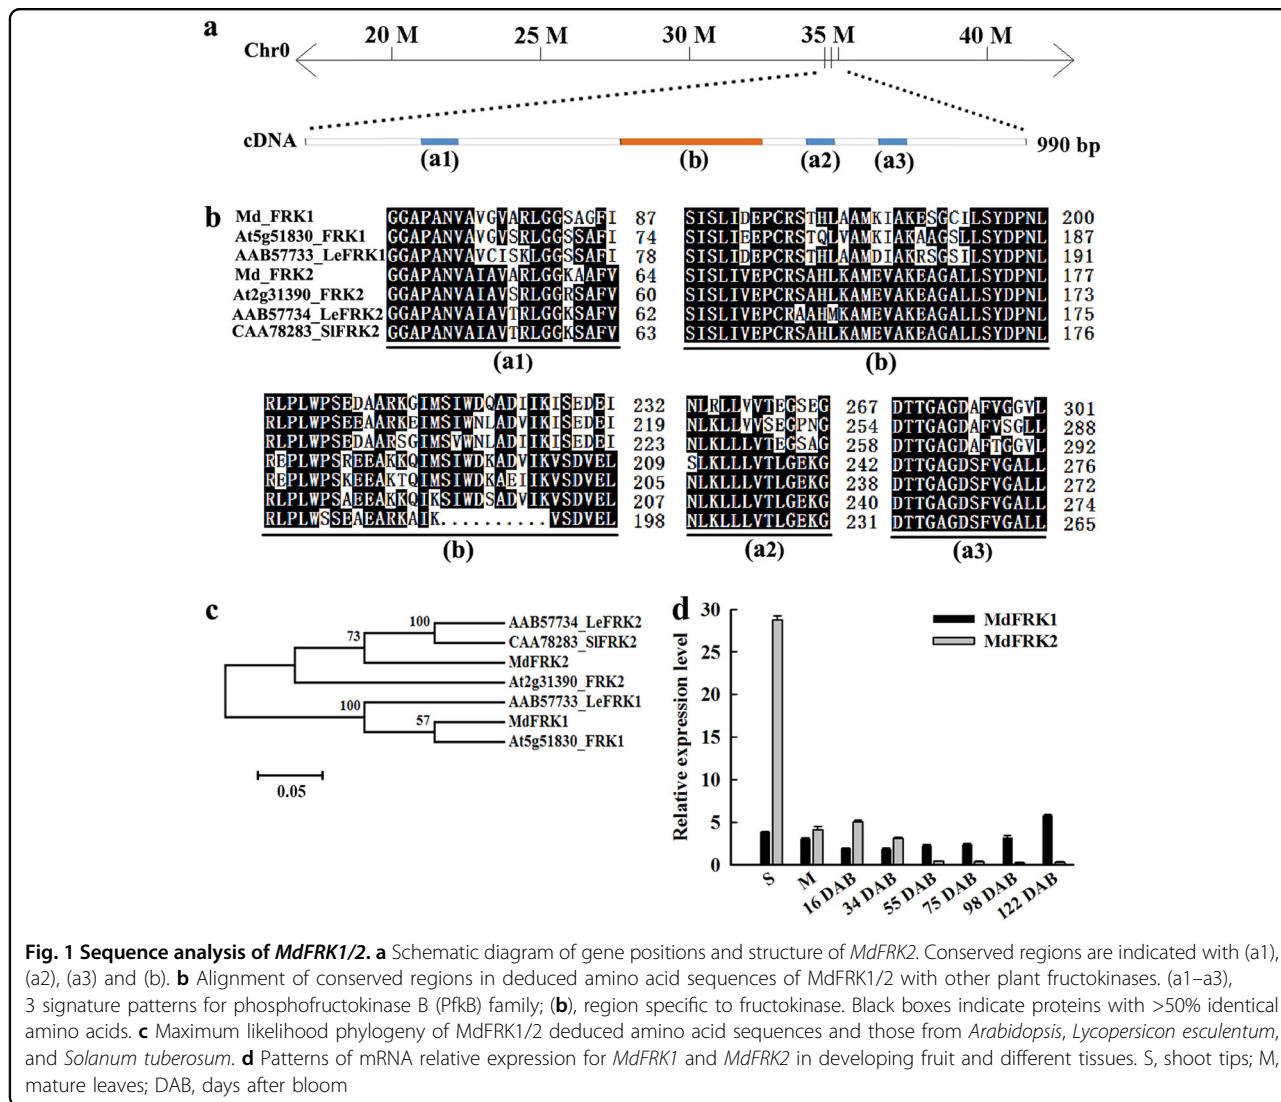 a
20 M 25 M 30 M 35 M 40 M
Chr0
cDNA
990 bp
(a1) (b) (a2) (a3)
b
Md_FRK1 GGAPANVAVGVARLGGSAGFI 87 SISLIDEPCRSTHLAAMKIAKESGCILSYDPNL 200
At5g51830_FRK1 GGAPANVAVGVSRLGGSSAFI 74 SISLIEEPCRSTQLVAMKIAKAAGSLLSYDPNL 187
AAB57733_LeFRK1 GGAPANVAVCISKLGGSSAFI 78 SISLIDEPCRSTHLAAMDIAKRSGSILSYDPNL 191
Md_FRK2 GGAPANVAIAVARLGGKAAFV 64 SISLIVEPCRSAHLKAMEVAKEAGALLSYDPNL 177
At2g31390_FRK2 GGAPANVAIAVSRLGGRSAFV 60 SISLIVEPCRSAHLKAMEVAKEAGALLSYDPNL 173
AAB57734_LeFRK2 GGAPANVAIAVTRLGGKSAFV 62 SISLIVEPCRAAHMKAMEVAKEAGALLSYDPNL 175
CAA78283_SlFRK2 GGAPANVAIAVTRLGGKSAFV 63 SISLIVEPCRSAHLKAMEVAKEAGALLSYDPNL 176
(a1) (b)
RLPLWPSEDAARKGIMSIWDQADIIKISEDEI 232 NLRLLVVTEGSEG 267 DTTGAGDAFVGGVL 301
RLPLWPSEEAARKEIMSIWNLADVIKISEDEI 219 NLKLLVVSEGPNG 254 DTTGAGDAFVSGLL 288
RLPLWPSEDAARSGIMSVWNLADIIKISEDEI 223 NLKLLLVTEGSAG 258 DTTGAGDAFTGGVL 292
REPLWPSREEAKKQIMSIWDKADVIKVSDVEL 209 SLKLLLVTLGEKG 242 DTTGAGDSFVGALL 276
REPLWPSKEEAKTQIMSIWDKAEIIKVSDVEL 205 NLKLLLVTLGEKG 238 DTTGAGDSFVGALL 272
RLPLWPSAEEAKKQIKSIWDSADVIKVSDVEL 207 NLKLLLVTLGEKG 240 DTTGAGDSFVGALL 274
RLPLWSSEAEARKAIK..........VSDVEL 198 NLKLLLVTLGEKG 231 DTTGAGDSFVGALL 265
(b) (a2) (a3)
c
100 AAB57734_LeFRK2
73 CAA78283_SlFRK2
MdFRK2
At2g31390_FRK2
100 AAB57733_LeFRK1
57 MdFRK1
At5g51830_FRK1
0.05
d
MdFRK1
MdFRK2
Relative expression level
30
25
20
15
10
5
0
S M 16 DAB 34 DAB 55 DAB 75 DAB 98 DAB 122 DAB
Fig. 1 Sequence analysis of MdFRK1/2. a Schematic diagram of gene positions and structure of MdFRK2. Conserved regions are indicated with (a1),
(a2), (a3) and (b). b Alignment of conserved regions in deduced amino acid sequences of MdFRK1/2 with other plant fructokinases. (a1–a3),
3 signature patterns for phosphofructokinase B (PfkB) family; (b), region specific to fructokinase. Black boxes indicate proteins with >50% identical
amino acids. c Maximum likelihood phylogeny of MdFRK1/2 deduced amino acid sequences and those from Arabidopsis, Lycopersicon esculentum,
and Solanum tuberosum. d Patterns of mRNA relative expression for MdFRK1 and MdFRK2 in developing fruit and different tissues. S, shoot tips; M,
mature leaves; DAB, days after bloom